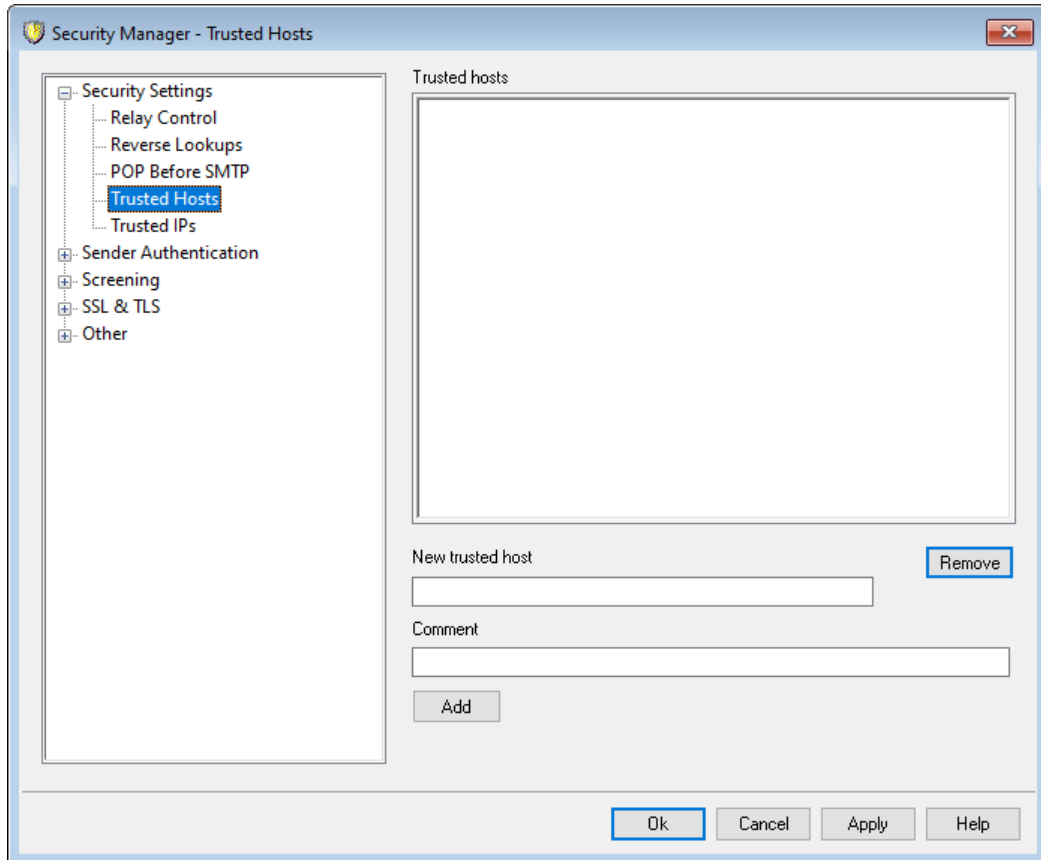 Security Manager - Trusted Hosts
Security Settings
Relay Control
Reverse Lookups
POP Before SMTP
Trusted Hosts
Trusted IPs
Sender Authentication
Screening
SSL & TLS
Other
Trusted hosts
New trusted host
Remove
Comment
Add
Ok Cancel Apply Help